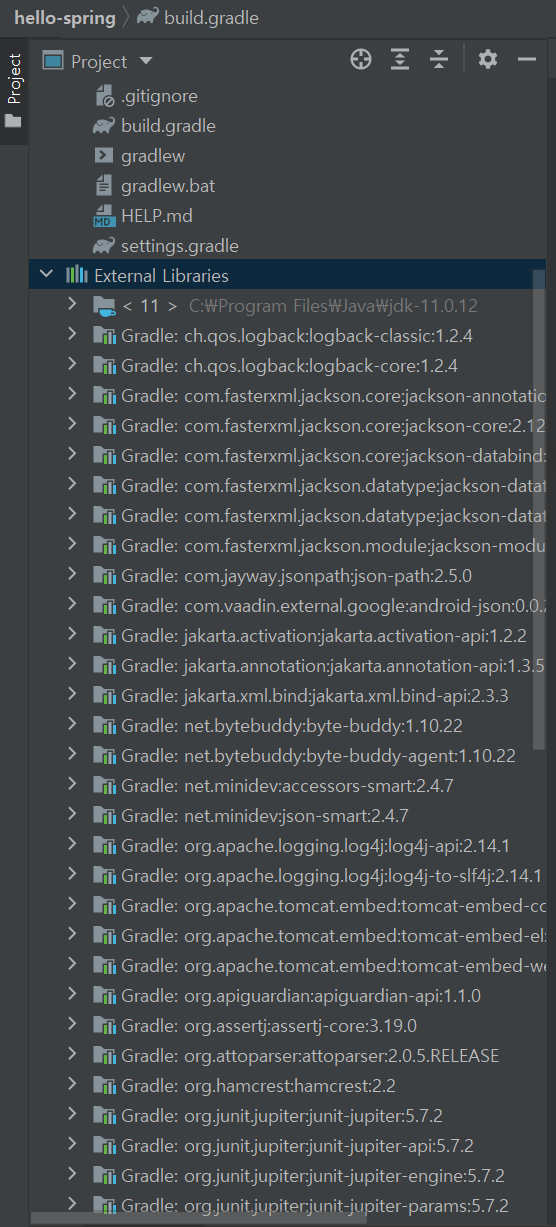 hello-spring build.gradle
Project
Project
.gitignore
build.gradle
gradlew
gradlew.bat
MD HELP.md
settings.gradle
External Libraries
< 11 > C:₩Program Files₩Java₩jdk-11.0.12
Gradle: ch.qos.logback:logback-classic:1.2.4
Gradle: ch.qos.logback:logback-core:1.2.4
Gradle: com.fasterxml.jackson.core:jackson-annotatio
Gradle: com.fasterxml.jackson.core:jackson-core:2.12
Gradle: com.fasterxml.jackson.core:jackson-databind:
Gradle: com.fasterxml.jackson.datatype:jackson-datat
Gradle: com.fasterxml.jackson.datatype:jackson-datat
Gradle: com.fasterxml.jackson.module:jackson-modu
Gradle: com.jayway.jsonpath:json-path:2.5.0
Gradle: com.vaadin.external.google:android-json:0.0.2
Gradle: jakarta.activation:jakarta.activation-api:1.2.2
Gradle: jakarta.annotation:jakarta.annotation-api:1.3.5
Gradle: jakarta.xml.bind:jakarta.xml.bind-api:2.3.3
Gradle: net.bytebuddy:byte-buddy:1.10.22
Gradle: net.bytebuddy:byte-buddy-agent:1.10.22
Gradle: net.minidev:accessors-smart:2.4.7
Gradle: net.minidev:json-smart:2.4.7
Gradle: org.apache.logging.log4j:log4j-api:2.14.1
Gradle: org.apache.logging.log4j:log4j-to-slf4j:2.14.1
Gradle: org.apache.tomcat.embed:tomcat-embed-co
Gradle: org.apache.tomcat.embed:tomcat-embed-el:
Gradle: org.apache.tomcat.embed:tomcat-embed-we
Gradle: org.apiguardian:apiguardian-api:1.1.0
Gradle: org.assertj:assertj-core:3.19.0
Gradle: org.attoparser:attoparser:2.0.5.RELEASE
Gradle: org.hamcrest:hamcrest:2.2
Gradle: org.junit.jupiter:junit-jupiter:5.7.2
Gradle: org.junit.jupiter:junit-jupiter-api:5.7.2
Gradle: org.junit.jupiter:junit-jupiter-engine:5.7.2
Gradle: org.junit.jupiter:junit-jupiter-params:5.7.2